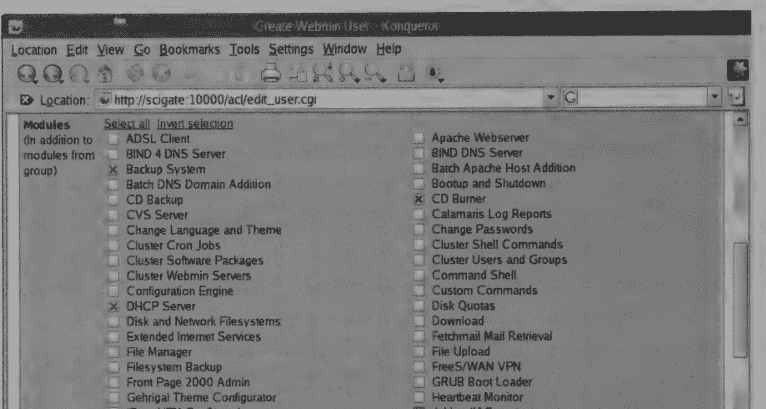 Create Webmin User - Konqueror
Location Edit View Go Bookmarks Tools Settings Window Help
Location: http://scigate:10000/acl/edit_user.cgi
Modules
(In addition to
modules from
group)
Select all Invert selection
ADSL Client
BIND 4 DNS Server
Backup System
Batch DNS Domain Addition
CD Backup
CVS Server
Change Language and Theme
Cluster Cron Jobs
Cluster Software Packages
Cluster Webmin Servers
Configuration Engine
DHCP Server
Disk and Network Filesystems
Extended Internet Services
File Manager
Filesystem Backup
Front Page 2000 Admin
Gehrigal Theme Configurator
Apache Webserver
BIND DNS Server
Batch Apache Host Addition
Bootup and Shutdown
CD Burner
Calamaris Log Reports
Change Passwords
Cluster Shell Commands
Cluster Users and Groups
Command Shell
Custom Commands
Disk Quotas
Download
Fetchmail Mail Retrieval
File Upload
FreeS/WAN VPN
GRUB Boot Loader
Heartbeat Monitor